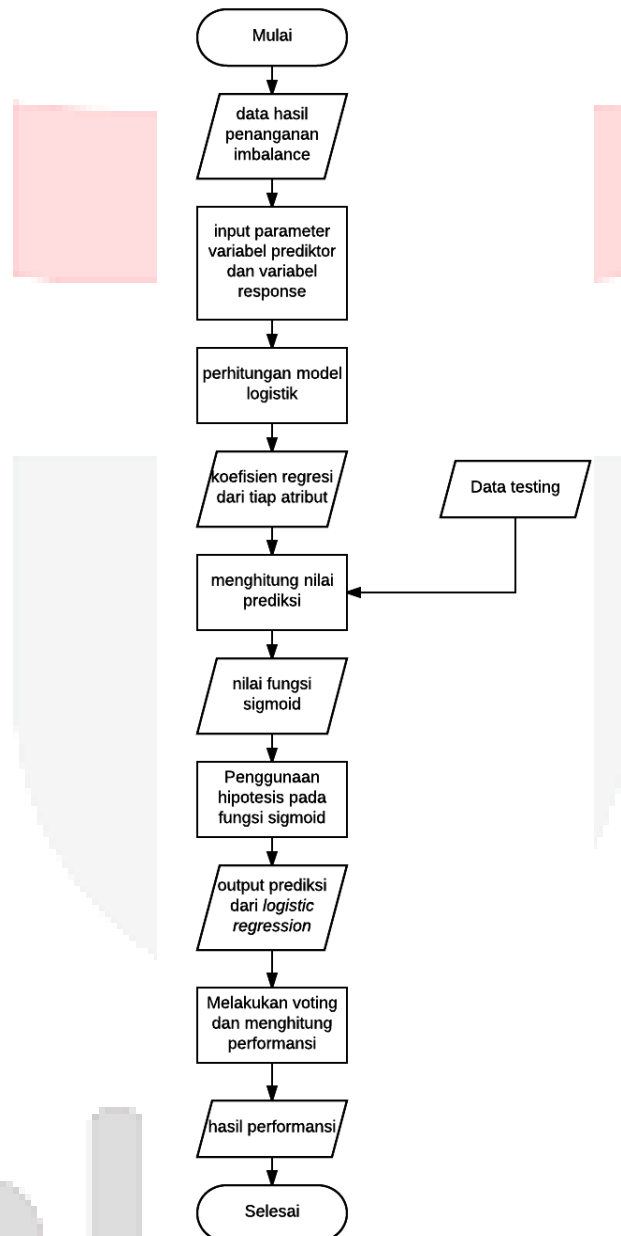 Mulai
data hasil
penanganan
imbalance
input parameter
variabel prediktor
dan variabel
response
perhitungan model
logistik
koefisien regresi
dari tiap atribut
Data testing
menghitung nilai
prediksi
nilai fungsi
sigmoid
Penggunaan
hipotesis pada
fungsi sigmoid
output prediksi
dari logistic
regression
Melakukan voting
dan menghitung
performansi
hasil performansi
Selesai